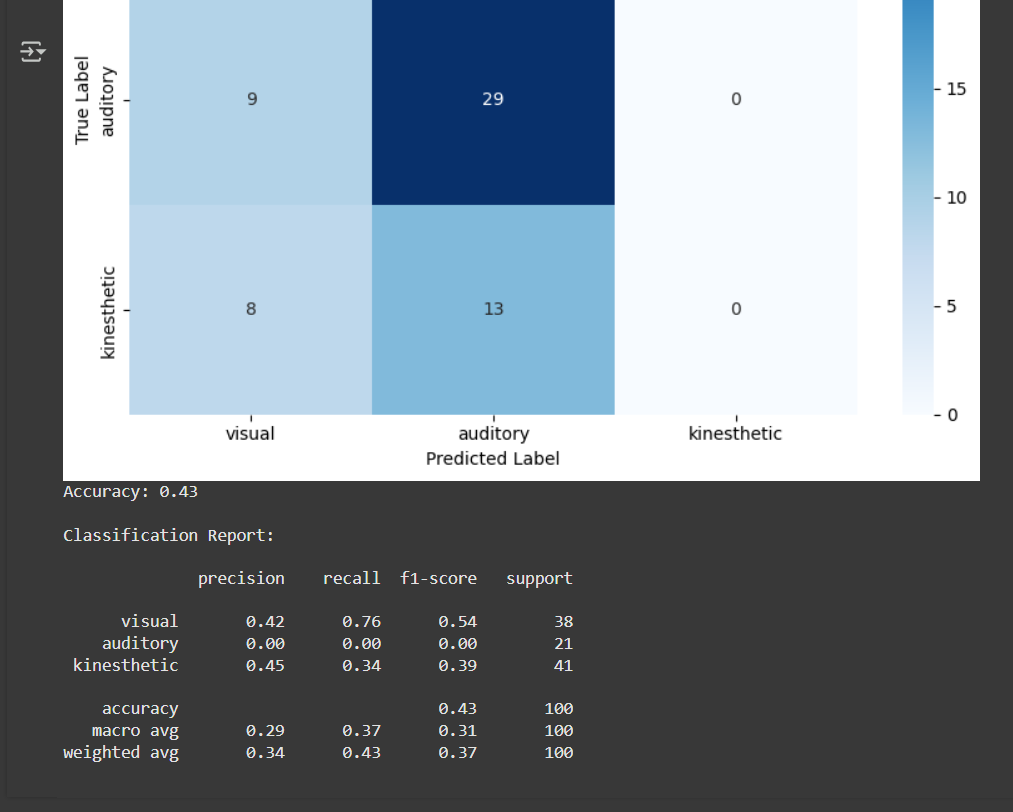 15
9 29 0
True Label
auditory
10
8 13 0
kinesthetic
5
0
visual auditory kinesthetic
Predicted Label
Accuracy: 0.43
Classification Report:
precision recall f1-score support
visual 0.42 0.76 0.54 38
auditory 0.00 0.00 0.00 21
kinesthetic 0.45 0.34 0.39 41
accuracy 0.43 100
macro avg 0.29 0.37 0.31 100
weighted avg 0.34 0.43 0.37 100